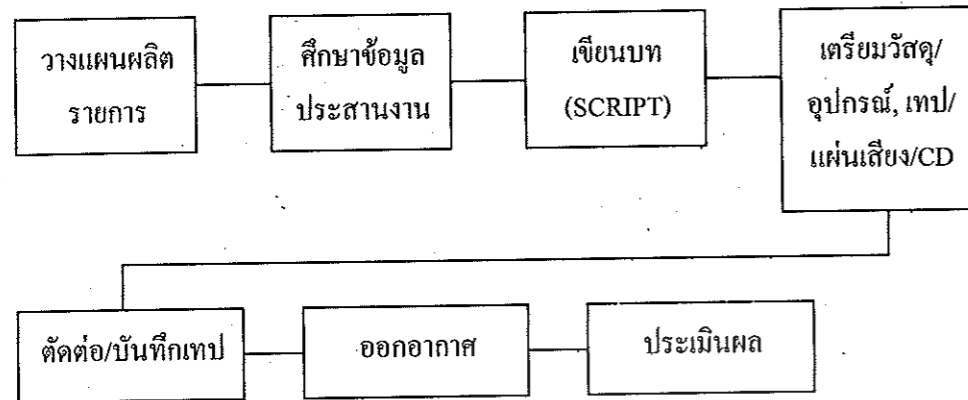 วางแผนผลิต
รายการ
ศึกษาข้อมูล
ประสานงาน
เขียนบท
(SCRIPT)
เตรียมวัสดุ/
อุปกรณ์, เทป/
แผ่นเสียง/CD
ตัดต่อ/บันทึกเทป
ออกอากาศ
ประเมินผล